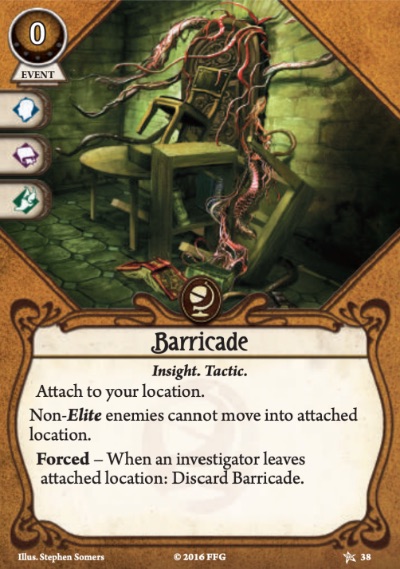 0
EVENT
Barricade
Insight. Tactic.
Attach to your location.
Non-Elite enemies cannot move into attached
location.
Forced – When an investigator leaves
attached location: Discard Barricade.
Illus. Stephen Somers
© 2016 FFG
38